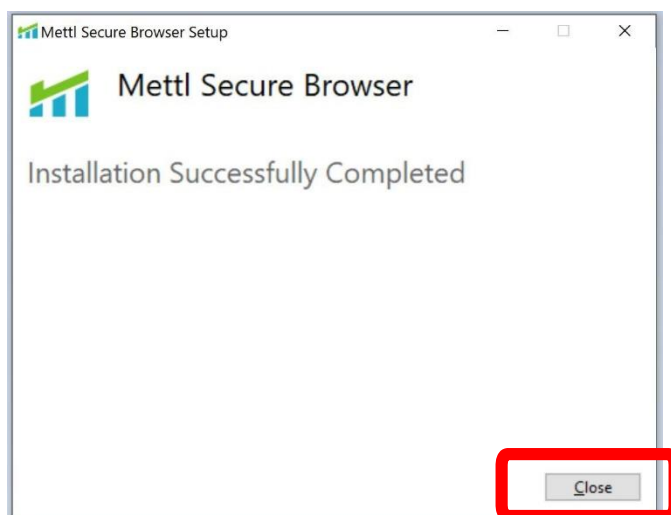 Mettl Secure Browser Setup
Mettl Secure Browser
Installation Successfully Completed
Close